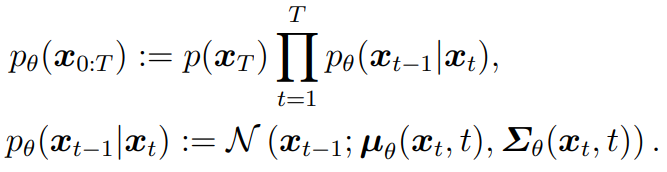 p_θ(𝒙_{0:T}) := p(𝒙_T) ∏_{t=1}^{T} p_θ(𝒙_{t−1}|𝒙_t),
p_θ(𝒙_{t−1}|𝒙_t) := 𝒩 (𝒙_{t−1}; 𝝁_θ(𝒙_t, t), 𝜮_θ(𝒙_t, t)) .